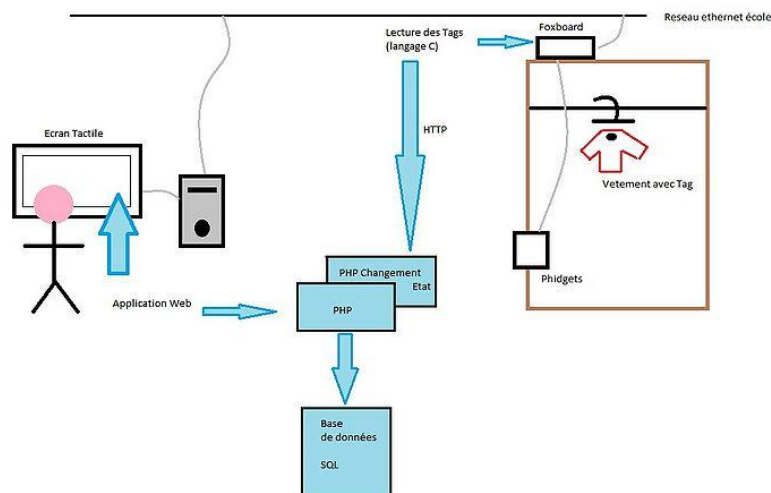 Reseau ethernet école
Foxboard
Lecture des Tags
(langage C)
HTTP
Ecran Tactile
Vetement avec Tag
Phidgets
PHP Changement
Etat
PHP
Application Web
Base
de données
SQL